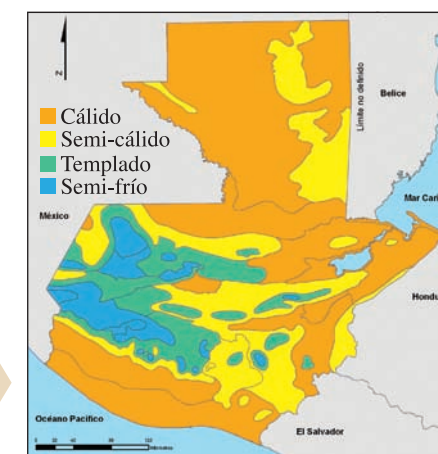 N
Belice
Límite no definido
Cálido
Semi-cálido
Templado
Semi-frío
Mar Cari
México
Hondu
Océano Pacífico
El Salvador